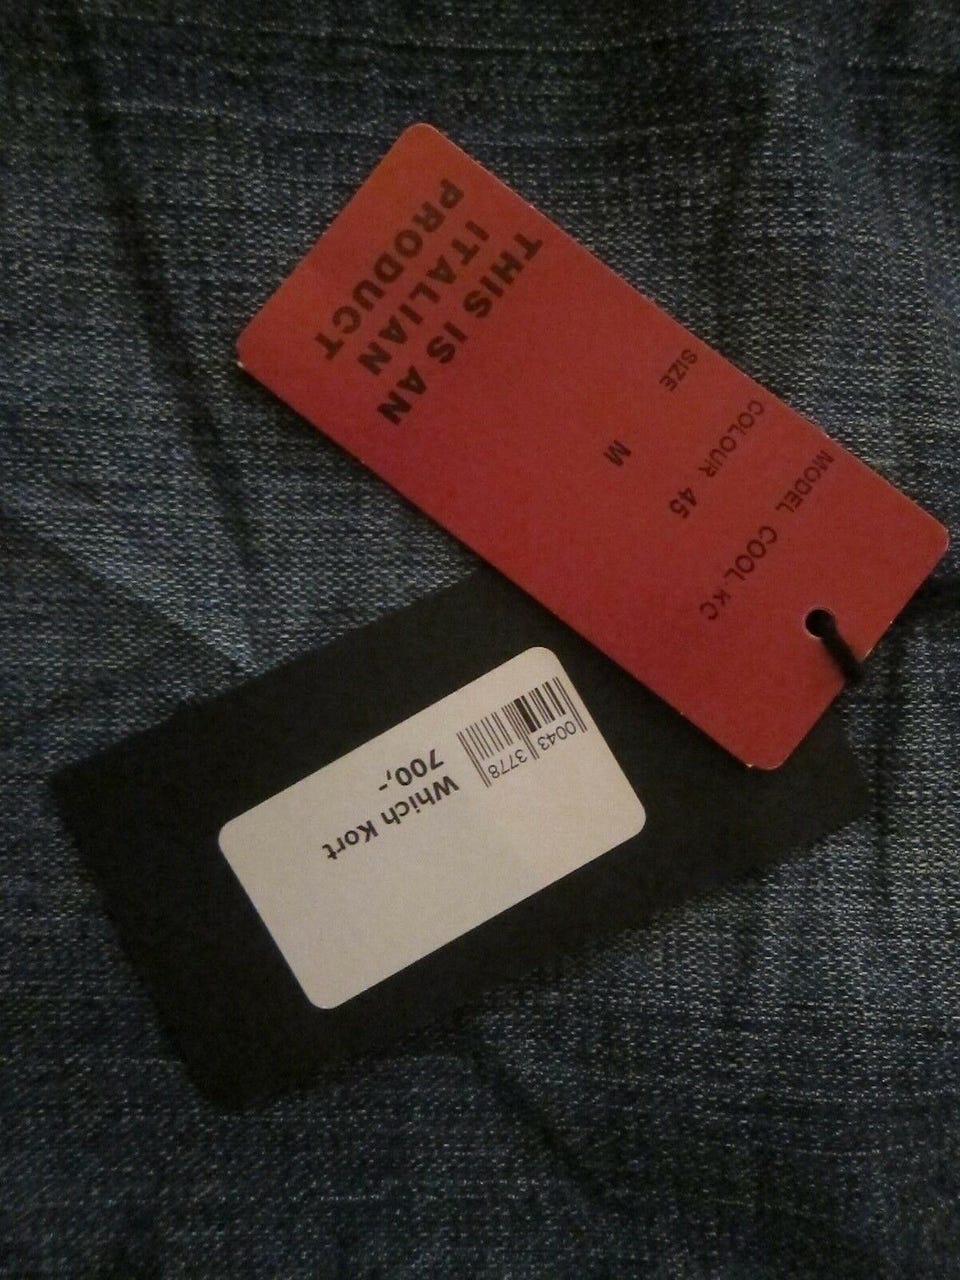 MODEL COOL KC
COLOUR 45
SIZE M
THIS IS AN
ITALIAN
PRODUCT
0043 3778
Which Kort
700,-